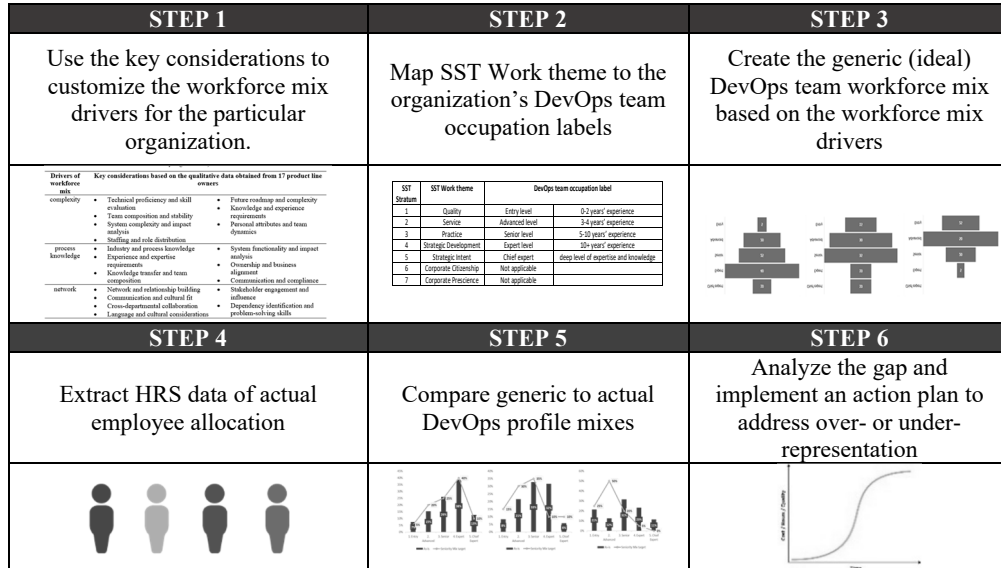 STEP 1
STEP 2
STEP 3
Use the key considerations to
customize the workforce mix
drivers for the particular
organization.
Map SST Work theme to the
organization's DevOps team
occupation labels
Create the generic (ideal)
DevOps team workforce mix
based on the workforce mix
drivers
Drivers of
workforce
mix
Key considerations based on the qualitative data obtained from 17 product line
owners
complexity
• Technical proficiency and skill
evaluation
• Team composition and stability
• System complexity and impact
analysis
• Staffing and role distribution
• Future roadmap and complexity
• Knowledge and experience
requirements
• Personal attributes and team
dynamics
process
knowledge
• Industry and process knowledge
• Experience and expertise
requirements
• Knowledge transfer and team
composition
• System functionality and impact
analysis
• Ownership and business
alignment
• Communication and compliance
network
• Network and relationship building
• Communication and cultural fit
• Cross-departmental collaboration
• Language and cultural considerations
• Stakeholder engagement and
influence
• Dependency identification and
problem-solving skills
SST
Stratum
SST Work theme
DevOps team occupation label
1 Quality Entry level 0-2 years' experience
2 Service Advanced level 3-4 years' experience
3 Practice Senior level 5-10 years' experience
4 Strategic Development Expert level 10+ years' experience
5 Strategic Intent Chief expert deep level of expertise and knowledge
6 Corporate Citizenship Not applicable
7 Corporate Prescience Not applicable
STEP 4
STEP 5
STEP 6
Extract HRS data of actual
employee allocation
Compare generic to actual
DevOps profile mixes
Analyze the gap and
implement an action plan to
address over- or under-
representation
Cost / Result / Quality